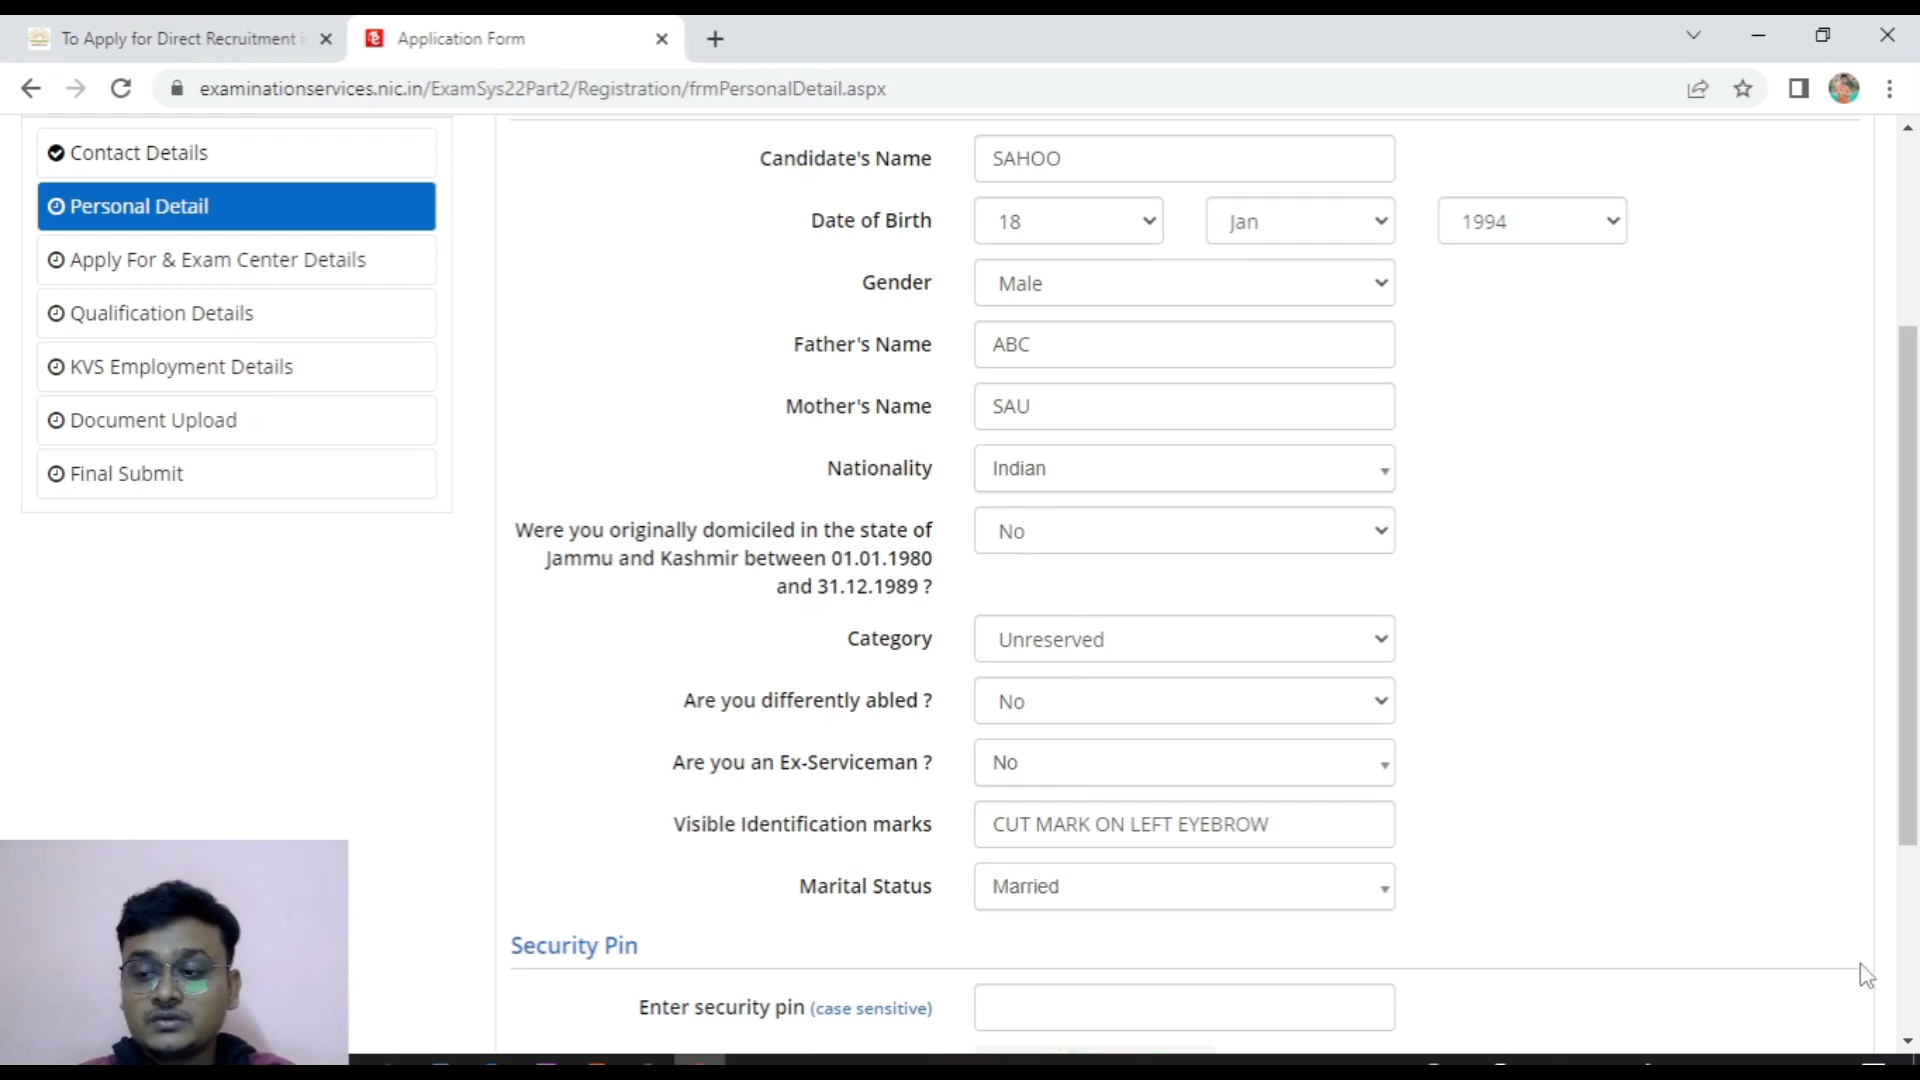 To Apply for Direct Recruitment i
Application Form
examinationservices.nic.in/ExamSys22Part2/Registration/frmPersonalDetail.aspx
Contact Details
Personal Detail
Apply For & Exam Center Details
Qualification Details
KVS Employment Details
Document Upload
Final Submit
Candidate's Name SAHOO
Date of Birth 18 Jan 1994
Gender Male
Father's Name ABC
Mother's Name SAU
Nationality Indian
Were you originally domiciled in the state of No
Jammu and Kashmir between 01.01.1980
and 31.12.1989 ?
Category Unreserved
Are you differently abled ? No
Are you an Ex-Serviceman ? No
Visible Identification marks CUT MARK ON LEFT EYEBROW
Marital Status Married
Security Pin
Enter security pin (case sensitive)